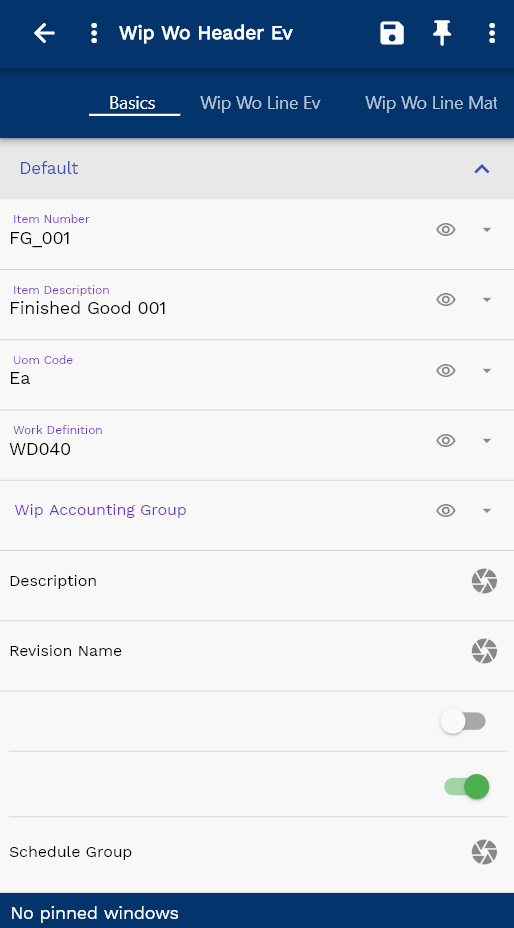 Wip Wo Header Ev
Basics
Wip Wo Line Ev
Wip Wo Line Mat
Default
Item Number
FG_001
Item Description
Finished Good 001
Uom Code
Ea
Work Definition
WD040
Wip Accounting Group
Description
Revision Name
Schedule Group
No pinned windows